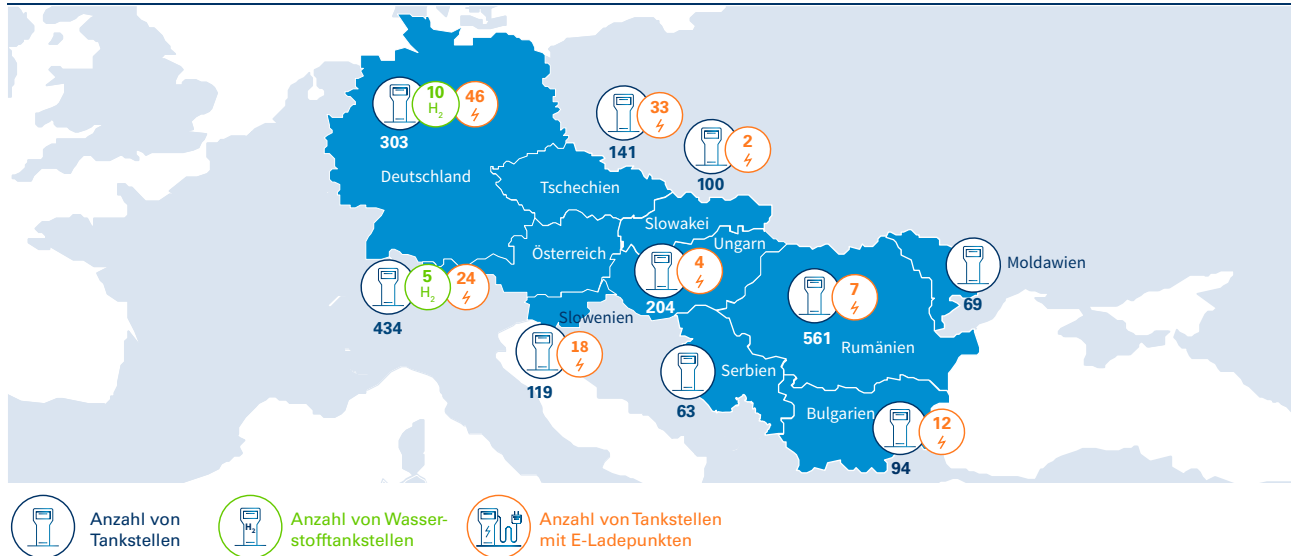 10
H₂
46
303
Deutschland
33
141
2
100
Tschechien
Slowakei
Ungarn
Österreich
4
204
5
H₂
24
434
Slowenien
18
119
7
561
Rumänien
Moldawien
69
Serbien
63
Bulgarien
12
94
Anzahl von
Tankstellen
H₂
Anzahl von Wasser-
stofftankstellen
Anzahl von Tankstellen
mit E-Ladepunkten